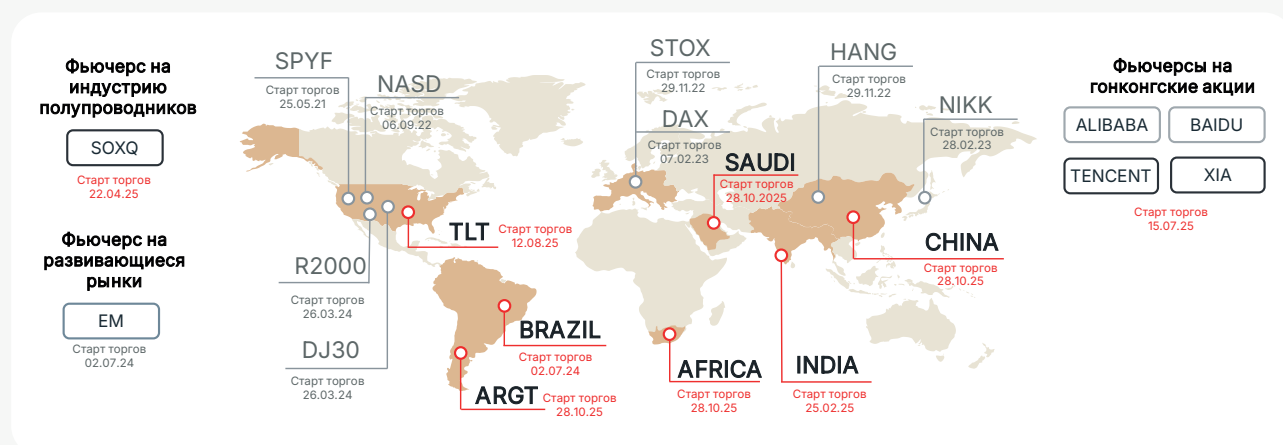 Фьючерс на
индустрию
полупроводников
SOXQ
Старт торгов
22.04.25
Фьючерс на
развивающиеся
рынки
EM
Старт торгов
02.07.24
SPYF
Старт торгов
25.05.21
NASD
Старт торгов
06.09.22
R2000
Старт торгов
26.03.24
DJ30
Старт торгов
26.03.24
TLT
Старт торгов
12.08.25
BRAZIL
Старт торгов
02.07.24
ARGT
Старт торгов
28.10.25
STOX
Старт торгов
29.11.22
DAX
Старт торгов
07.02.23
SAUDI
Старт торгов
28.10.2025
HANG
Старт торгов
29.11.22
NIKK
Старт торгов
28.02.23
CHINA
Старт торгов
28.10.25
AFRICA
Старт торгов
28.10.25
INDIA
Старт торгов
25.02.25
Фьючерсы на
гонконгские акции
ALIBABA
BAIDU
TENCENT
XIA
Старт торгов
15.07.25